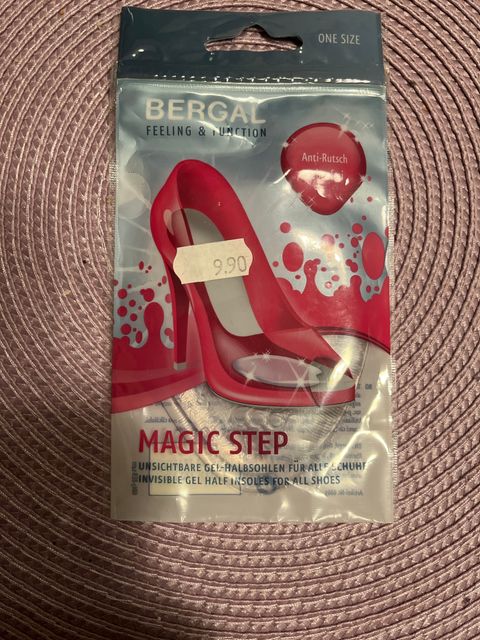 ONE SIZE
BERGAL
FEELING & FUNCTION
Anti-Rutsch
9.90
MAGIC STEP
UNSICHTBARE GEL-HALBSOHLEN FÜR ALLE SCHUHE
INVISIBLE GEL HALF INSOLES FOR ALL SHOES